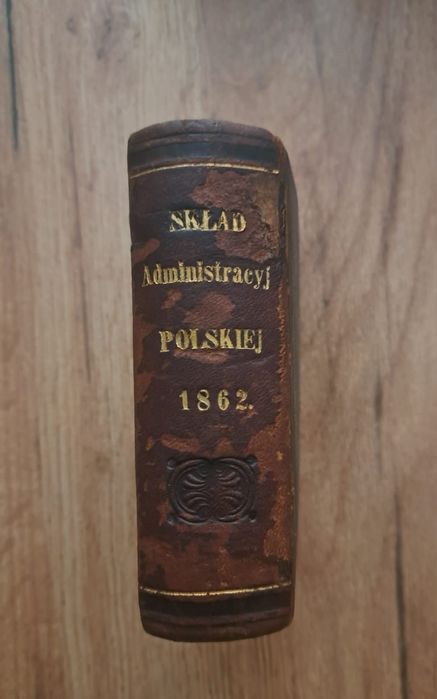 SKŁAD
Administracyj
POLSKIEJ
1862.